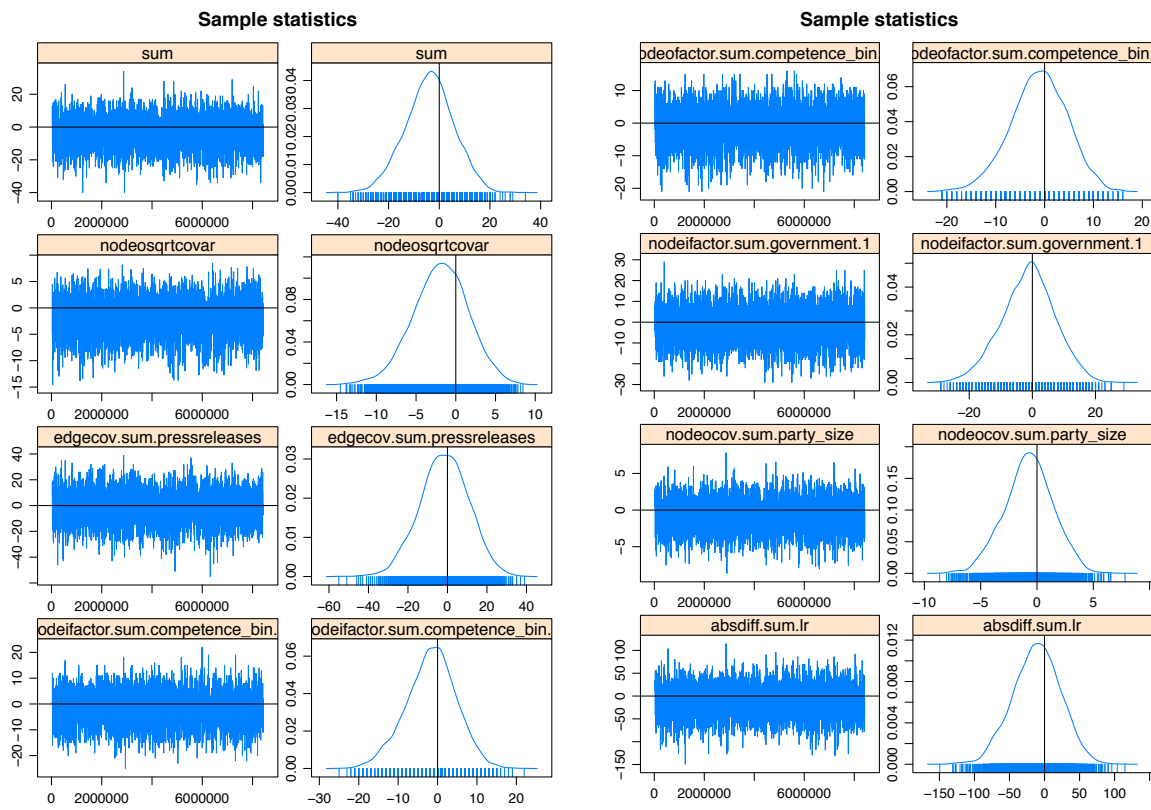 Sample statistics
sum
−40 −20 0 20
0 2000000 6000000
sum
0.00 0.01 0.02 0.03 0.04
−40 −20 0 20 40
nodeosqrtcovar
−15 −10 −5 0 5
0 2000000 6000000
nodeosqrtcovar
0.00 0.04 0.08
−15 −10 −5 0 5 10
edgecov.sum.pressreleases
−40 −20 0 20 40
0 2000000 6000000
edgecov.sum.pressreleases
0.00 0.01 0.02 0.03
−60 −40 −20 0 20 40
odeifactor.sum.competence_bin.
−20 −10 0 10 20
0 2000000 6000000
odeifactor.sum.competence_bin.
0.00 0.02 0.04 0.06
−30 −20 −10 0 10 20
Sample statistics
odeofactor.sum.competence_bin.
−20 −10 0 10
0 2000000 6000000
odeofactor.sum.competence_bin.
0.00 0.02 0.04 0.06
−20 −10 0 10 20
nodeifactor.sum.government.1
−30 −10 0 10 20 30
0 2000000 6000000
nodeifactor.sum.government.1
0.00 0.02 0.04
−20 0 20
nodeocov.sum.party_size
−5 0 5
0 2000000 6000000
nodeocov.sum.party_size
0.00 0.05 0.10 0.15
−10 −5 0 5
absdiff.sum.lr
−150 −50 0 50 100
0 2000000 6000000
absdiff.sum.lr
0.000 0.004 0.008 0.012
−150 −100 −50 0 50 100